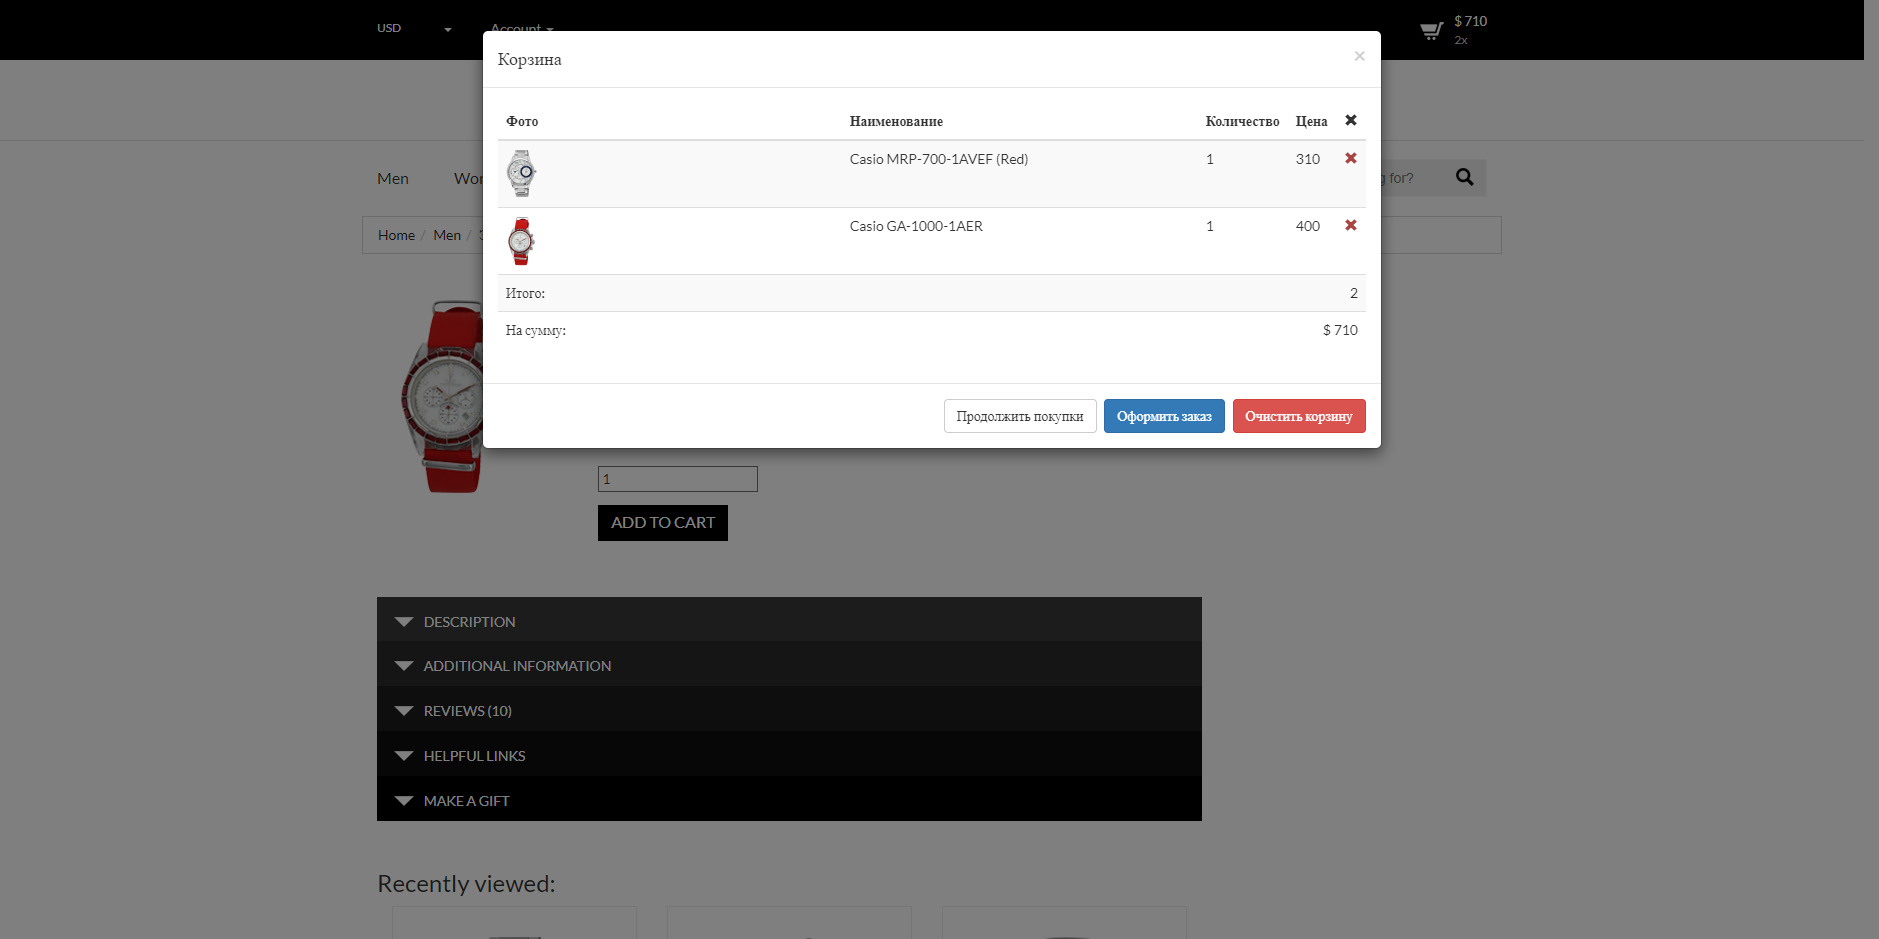 USD
Account
$ 710
2x
Корзина
×
Фото Наименование Количество Цена
Casio MRP-700-1AVEF (Red) 1 310
Casio GA-1000-1AER 1 400
Итого: 2
На сумму: $ 710
Продолжить покупки Оформить заказ Очистить корзину
Men
for?
Home / Men /
1
ADD TO CART
DESCRIPTION
ADDITIONAL INFORMATION
REVIEWS (10)
HELPFUL LINKS
MAKE A GIFT
Recently viewed: